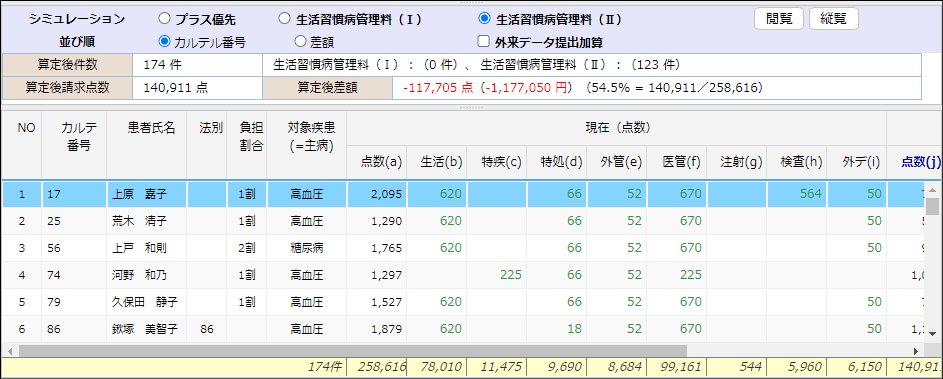 シミュレーション プラス優先 生活習慣病管理料（Ⅰ） 生活習慣病管理料（Ⅱ） 閲覧 縦覧
並び順 カルテル番号 差額 外来データ提出加算
算定後件数 174 件 生活習慣病管理料（Ⅰ）：（0 件）、 生活習慣病管理料（Ⅱ）：（123 件）
算定後請求点数 140,911 点 算定後差額 -117,705 点（-1,177,050 円）（54.5% = 140,911／258,616）
NO カルテ番号 患者氏名 法別 負担割合 対象疾患(=主病) 現在（点数）
点数(a) 生活(b) 特疾(c) 特処(d) 外管(e) 医管(f) 注射(g) 検査(h) 外デ(i) 点数(j)
1 17 上原 嘉子 1割 高血圧 2,095 620 66 52 670 564 50
2 25 荒木 清子 1割 高血圧 1,290 620 66 52 670 50
3 56 上戸 和則 2割 糖尿病 1,765 620 66 52 670 50
4 74 河野 和乃 1割 高血圧 1,297 225 66 52 225
5 79 久保田 静子 1割 高血圧 1,527 620 66 52 670 50
6 86 鍬塚 美智子 86 高血圧 1,879 620 18 52 670 50
174件 258,616 78,010 11,475 9,690 8,684 99,161 544 5,960 6,150 140,91